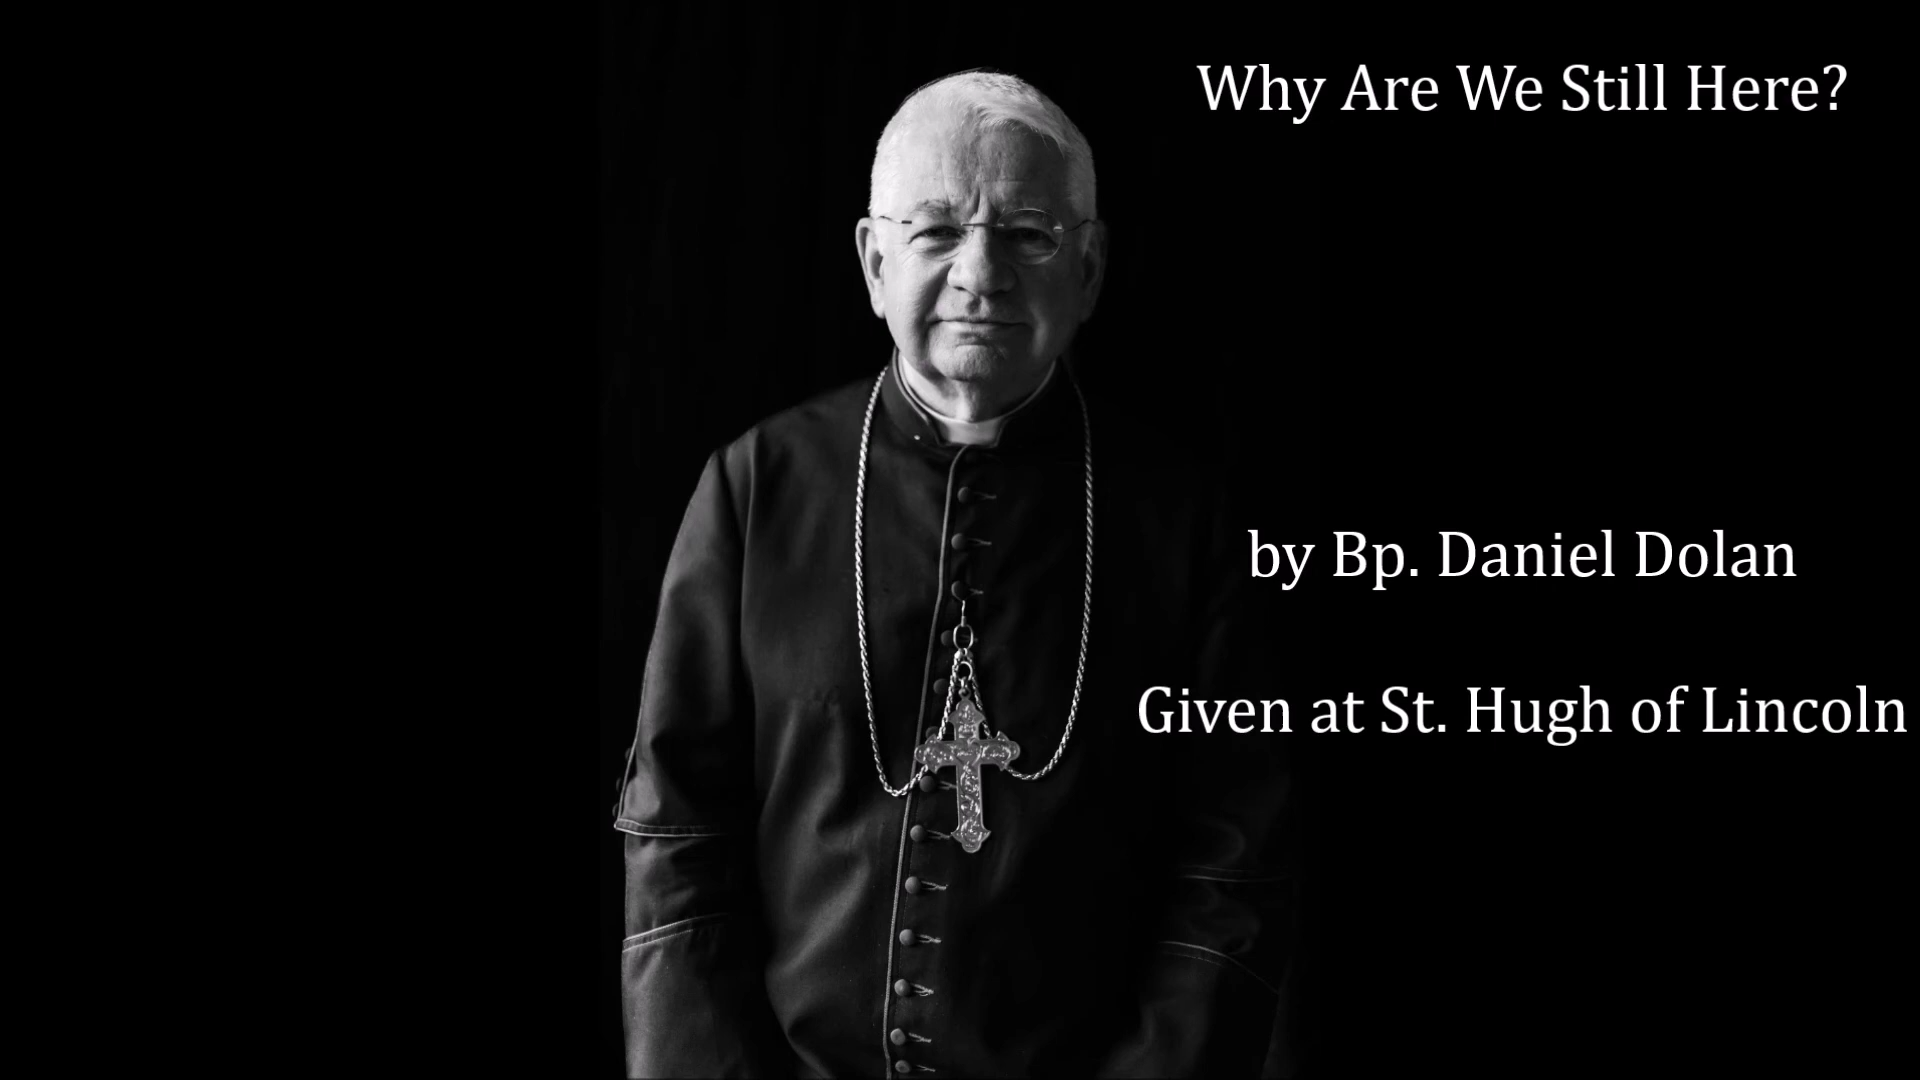 Why Are We Still Here?
by Bp. Daniel Dolan
Given at St. Hugh of Lincoln